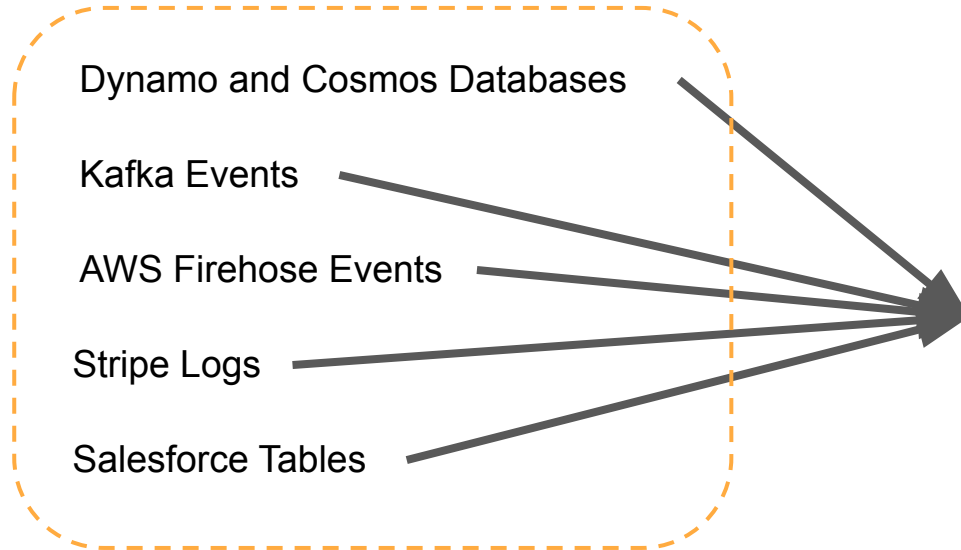 Dynamo and Cosmos Databases
Kafka Events
AWS Firehose Events
Stripe Logs
Salesforce Tables